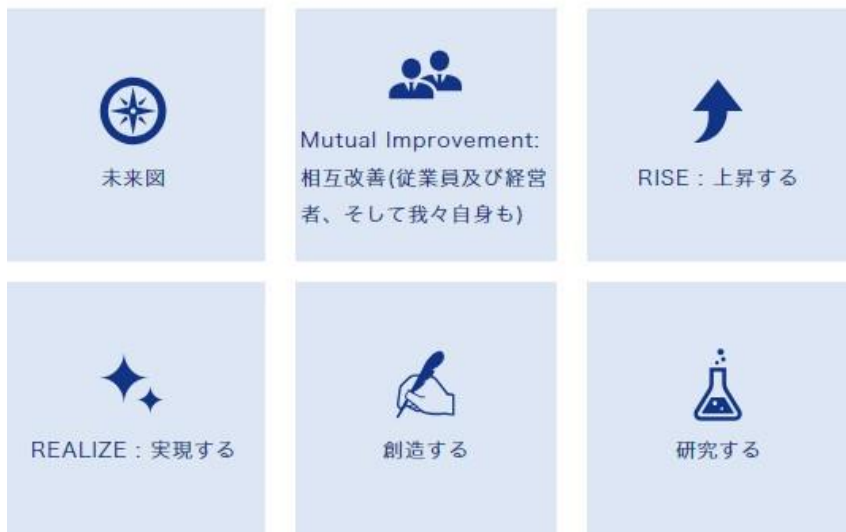 未来図
Mutual Improvement:
相互改善(従業員及び経営
者、そして我々自身も)
RISE：上昇する
REALIZE：実現する
創造する
研究する